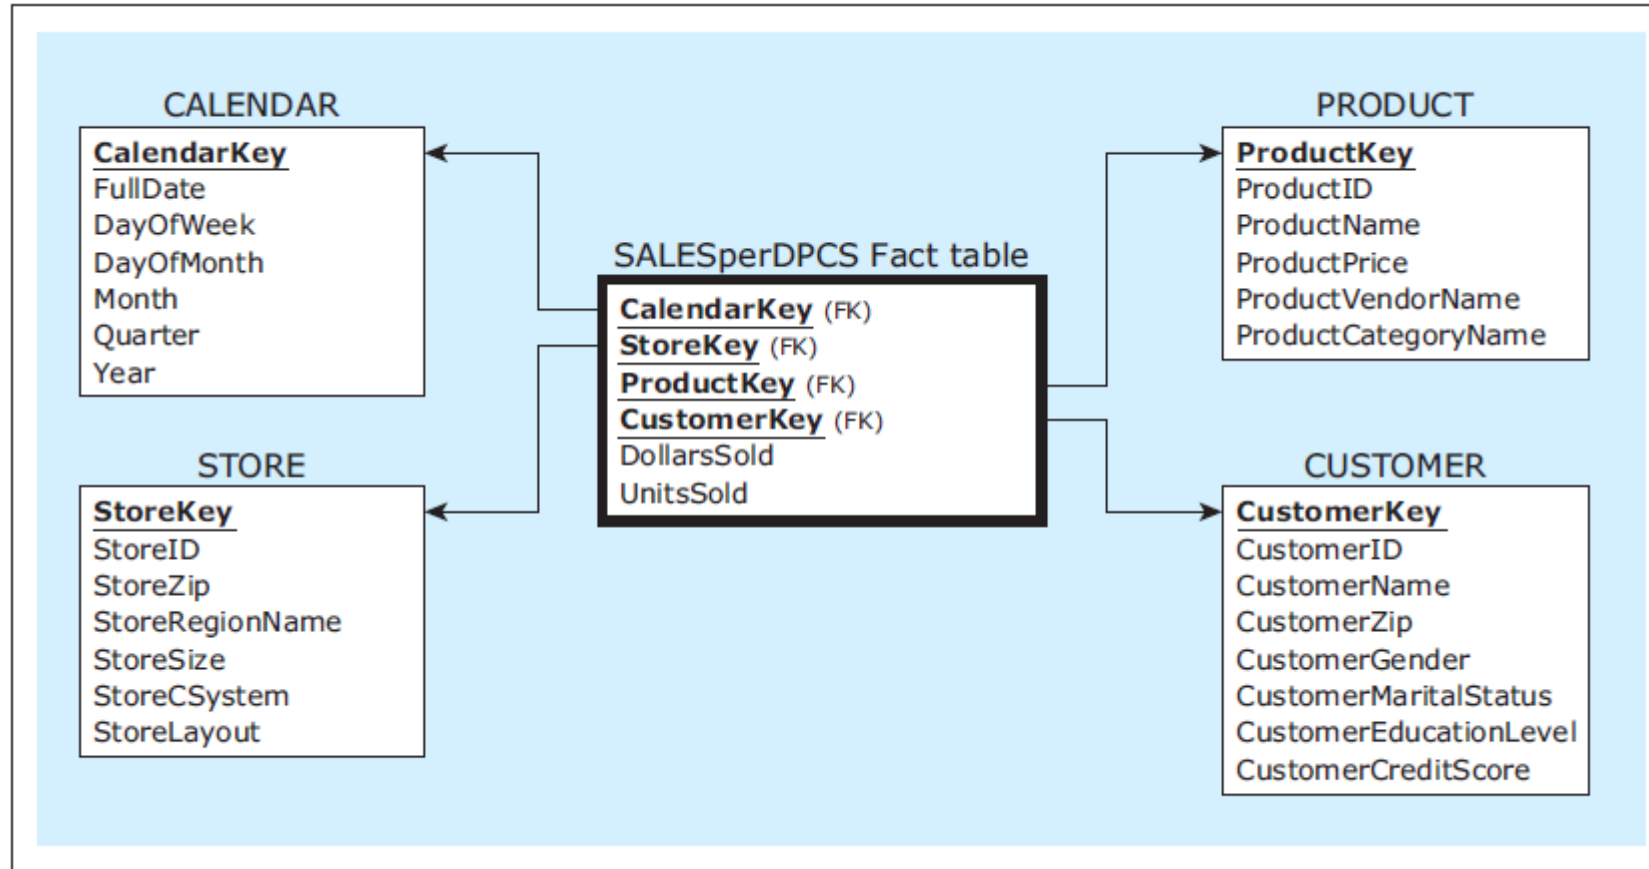 CALENDAR
CalendarKey
FullDate
DayOfWeek
DayOfMonth
Month
Quarter
Year
STORE
StoreKey
StoreID
StoreZip
StoreRegionName
StoreSize
StoreCSystem
StoreLayout
SALESperDPCS Fact table
CalendarKey (FK)
StoreKey (FK)
ProductKey (FK)
CustomerKey (FK)
DollarsSold
UnitsSold
PRODUCT
ProductKey
ProductID
ProductName
ProductPrice
ProductVendorName
ProductCategoryName
CUSTOMER
CustomerKey
CustomerID
CustomerName
CustomerZip
CustomerGender
CustomerMaritalStatus
CustomerEducationLevel
CustomerCreditScore